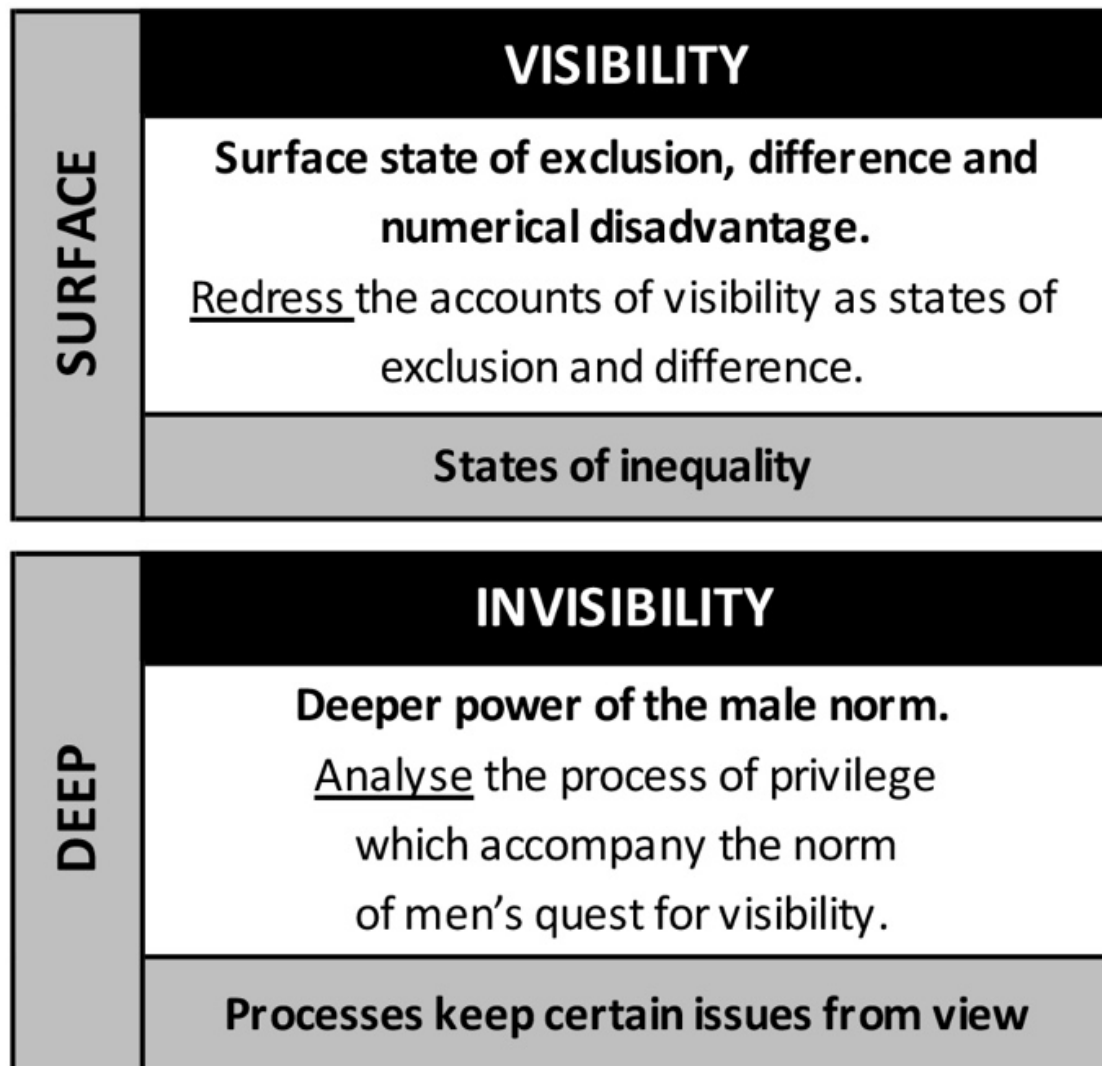 SURFACE
VISIBILITY
Surface state of exclusion, difference and
numerical disadvantage.
Redress the accounts of visibility as states of
exclusion and difference.
States of inequality
DEEP
INVISIBILITY
Deeper power of the male norm.
Analyse the process of privilege
which accompany the norm
of men’s quest for visibility.
Processes keep certain issues from view